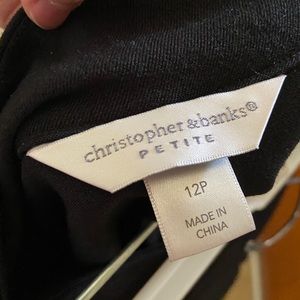 christopher & banks®
PETITE
12P
MADE IN
CHINA